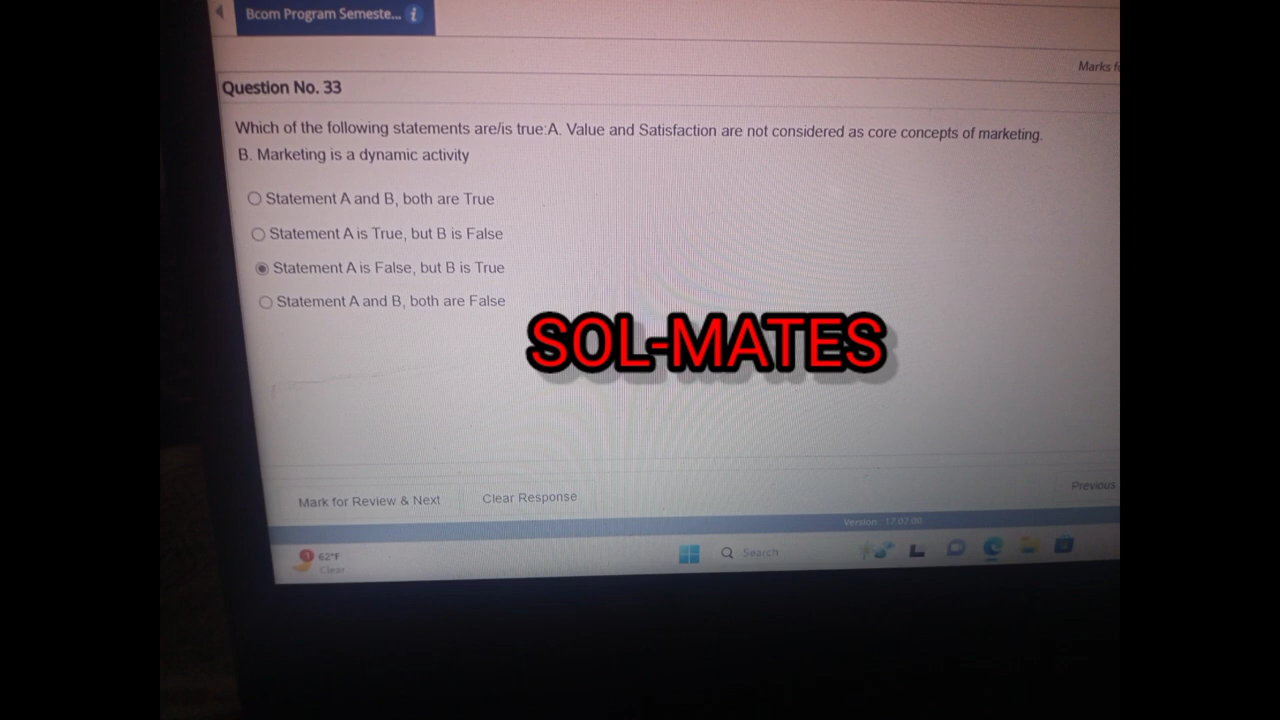 Bcom Program Semeste... i
Marks fo
Question No. 33
Which of the following statements are/is true:A. Value and Satisfaction are not considered as core concepts of marketing.
B. Marketing is a dynamic activity
Statement A and B, both are True
Statement A is True, but B is False
Statement A is False, but B is True
Statement A and B, both are False
SOL-MATES
Mark for Review & Next
Clear Response
Previous
Version 17.07.00
1
62°F
Clear
Search